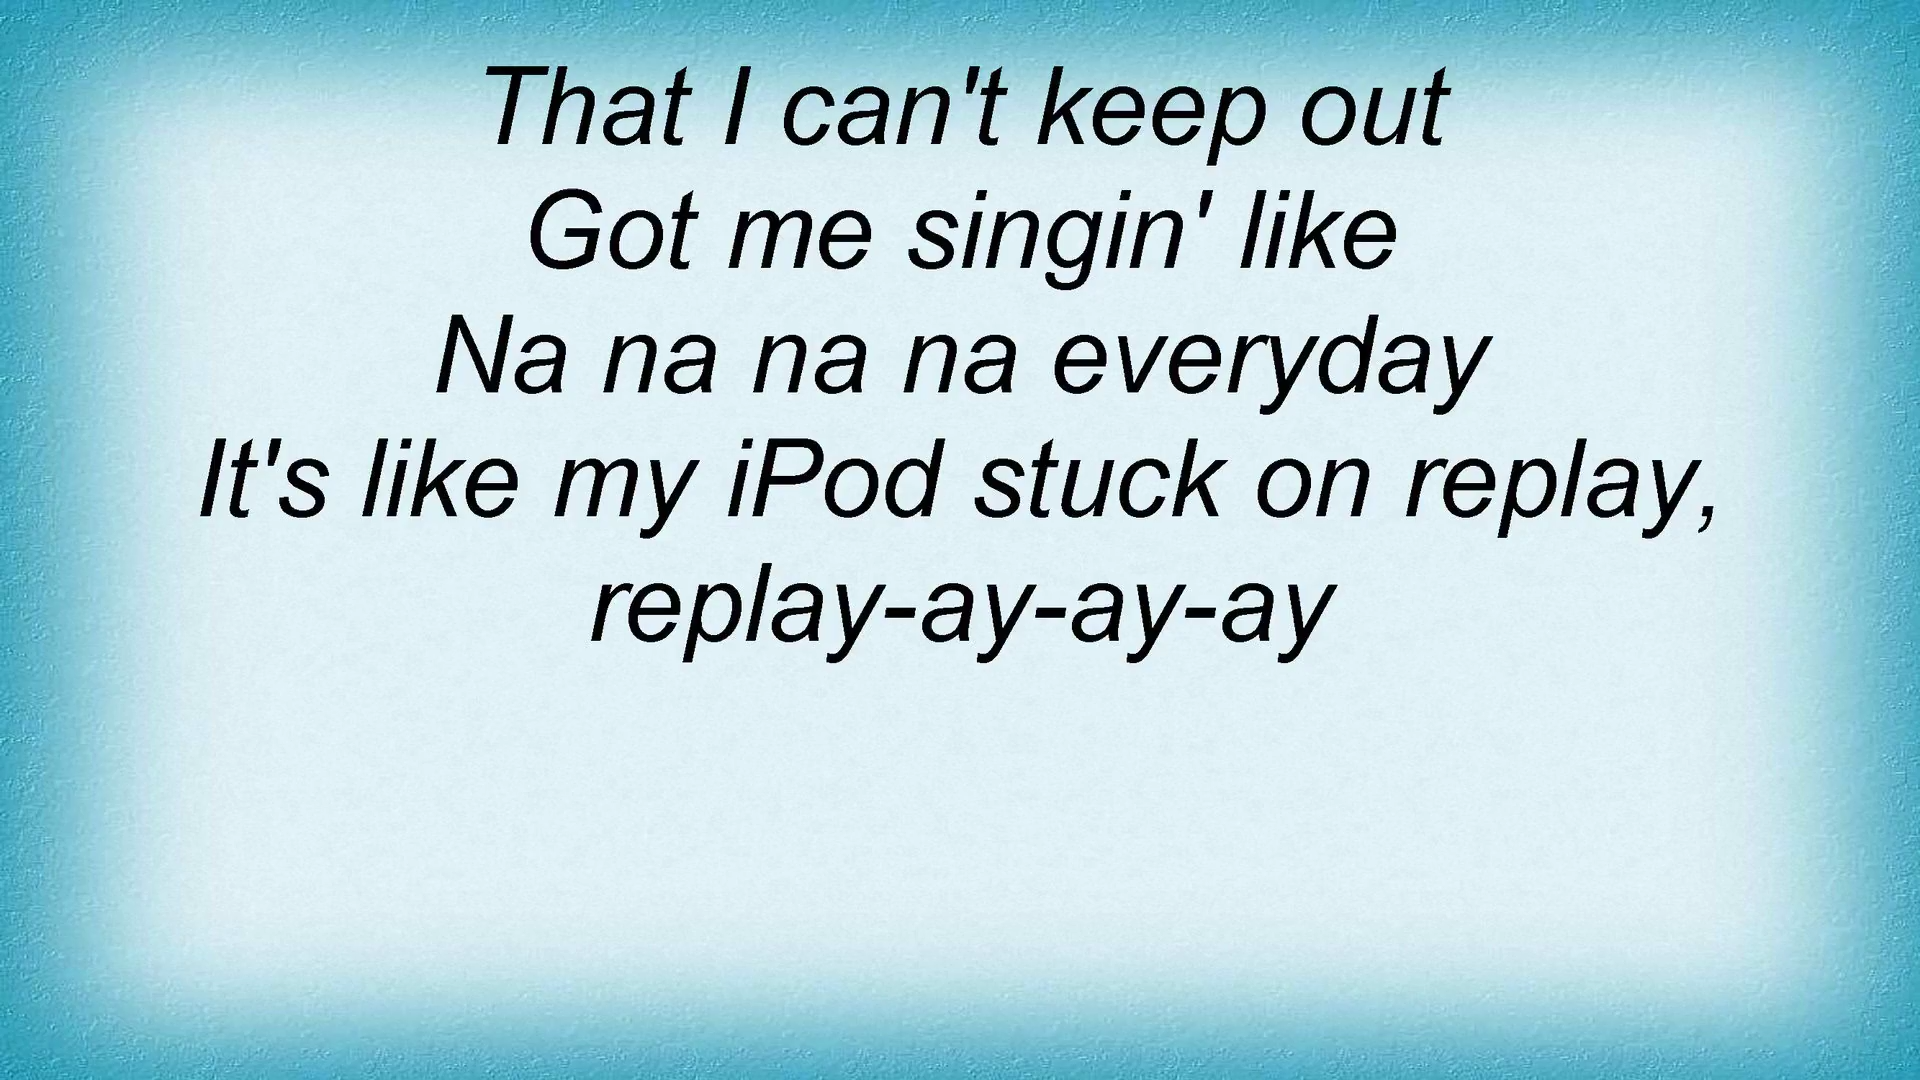 That I can't keep out
Got me singin' like
Na na na na everyday
It's like my iPod stuck on replay,
replay-ay-ay-ay